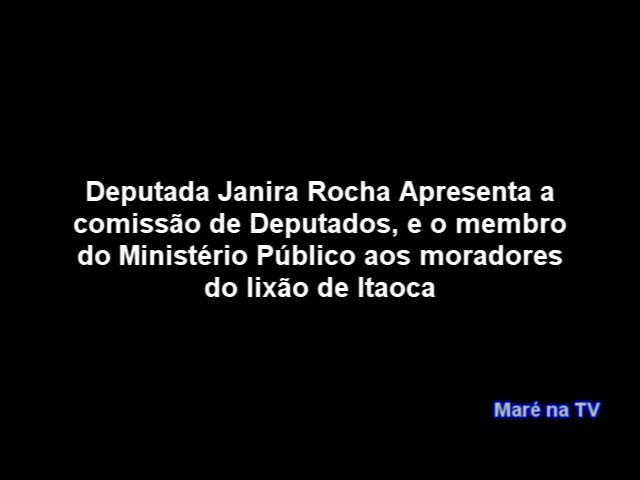 Deputada Janira Rocha Apresenta a
comissão de Deputados, e o membro
do Ministério Público aos moradores
do lixão de Itaoca
Maré na TV